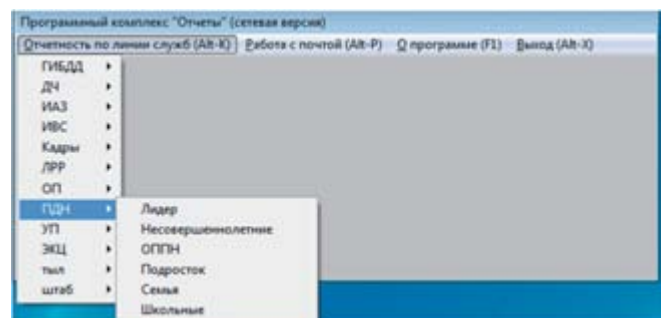 Программный комплекс "Отчеты" (сетевая версия)
Отчетность по линии служб (Alt-K) Работа с почтой (Alt-P) О программе (F1) Выход (Alt-X)
ГИБДД
ДЧ
ИАЗ
ИВС
Кадры
ЛРР
ОП
ПДН
УП
ЭКЦ
тыл
штаб
Лидер
Несовершеннолетние
ОППН
Подросток
Семья
Школьные